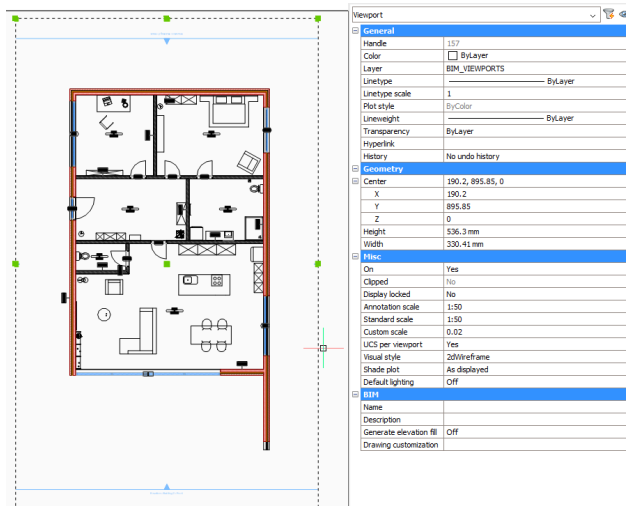 Viewport
General
Handle 157
Color ByLayer
Layer BIM_VIEWPORTS
Linetype ByLayer
Linetype scale 1
Plot style ByColor
Lineweight ByLayer
Transparency ByLayer
Hyperlink
History No undo history
Geometry
Center 190.2, 895.85, 0
X 190.2
Y 895.85
Z 0
Height 536.3 mm
Width 330.41 mm
Misc
On Yes
Clipped No
Display locked No
Annotation scale 1:50
Standard scale 1:50
Custom scale 0.02
UCS per viewport Yes
Visual style 2dWireframe
Shade plot As displayed
Default lighting Off
BIM
Name
Description
Generate elevation fill Off
Drawing customization